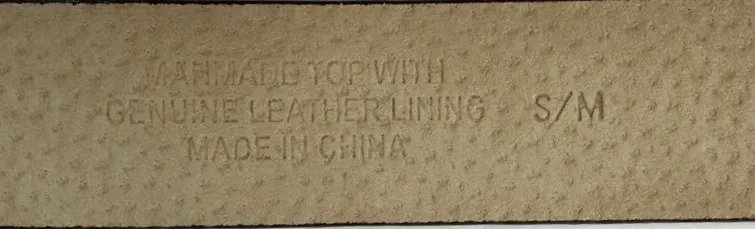 MANMADE TOP WITH
GENUINE LEATHER LINING S/M
MADE IN CHINA